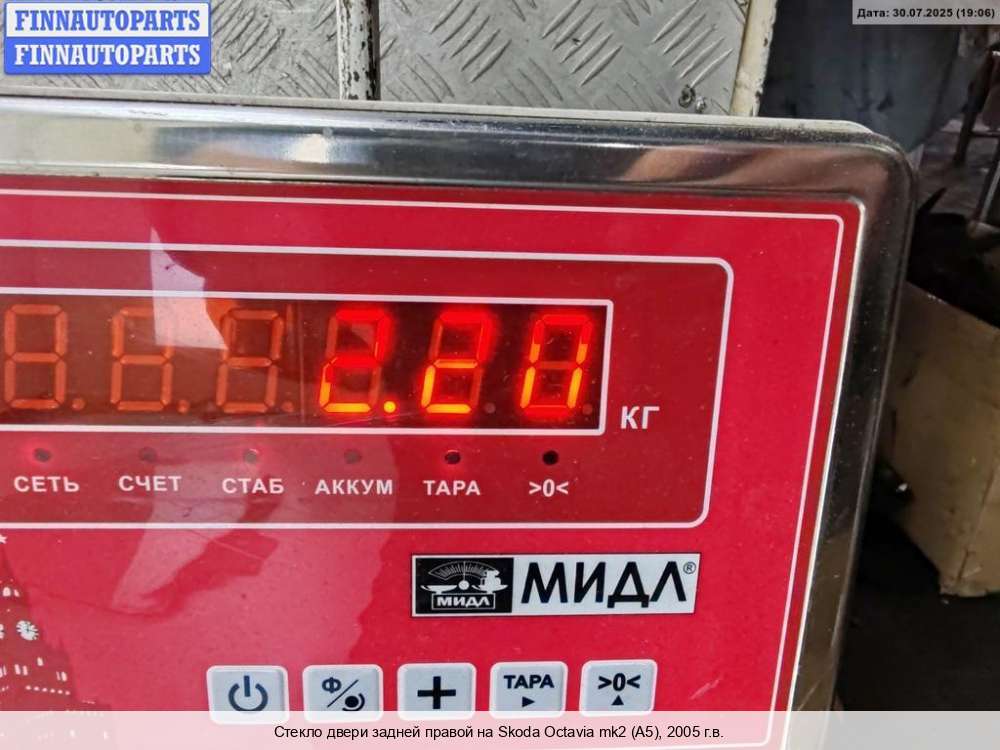 FINNAUTOPARTS
FINNAUTOPARTS
Дата: 30.07.2025 (19:06)
2.20
КГ
СЕТЬ СЧЕТ СТАБ АККУМ ТАРА >0<
МИДЛ МИДЛ®
Ф
+
ТАРА
>0<
Стекло двери задней правой на Skoda Octavia mk2 (A5), 2005 г.в.